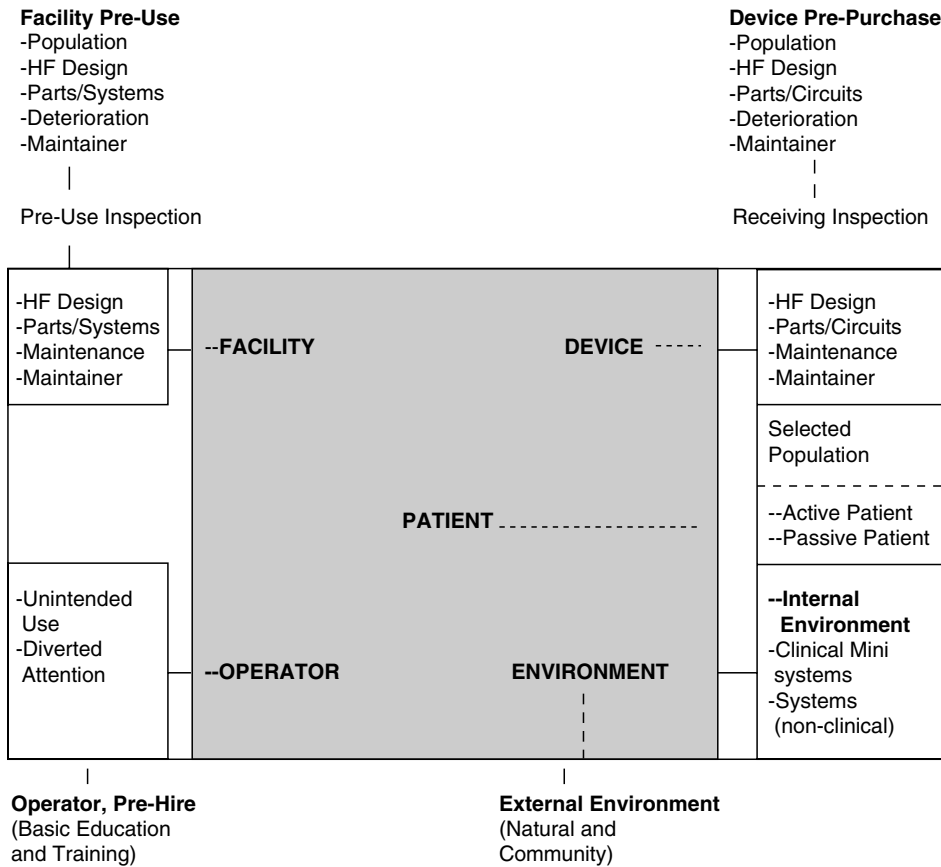 Facility Pre-Use
-Population
-HF Design
-Parts/Systems
-Deterioration
-Maintainer
Pre-Use Inspection
Device Pre-Purchase
-Population
-HF Design
-Parts/Circuits
-Deterioration
-Maintainer
Receiving Inspection
-HF Design
-Parts/Systems
-Maintenance
-Maintainer
--FACILITY
DEVICE
-HF Design
-Parts/Circuits
-Maintenance
-Maintainer
Selected
Population
PATIENT
--Active Patient
--Passive Patient
-Unintended
Use
-Diverted
Attention
--OPERATOR
ENVIRONMENT
--Internal
Environment
-Clinical Mini
systems
-Systems
(non-clinical)
Operator, Pre-Hire
(Basic Education
and Training)
External Environment
(Natural and
Community)